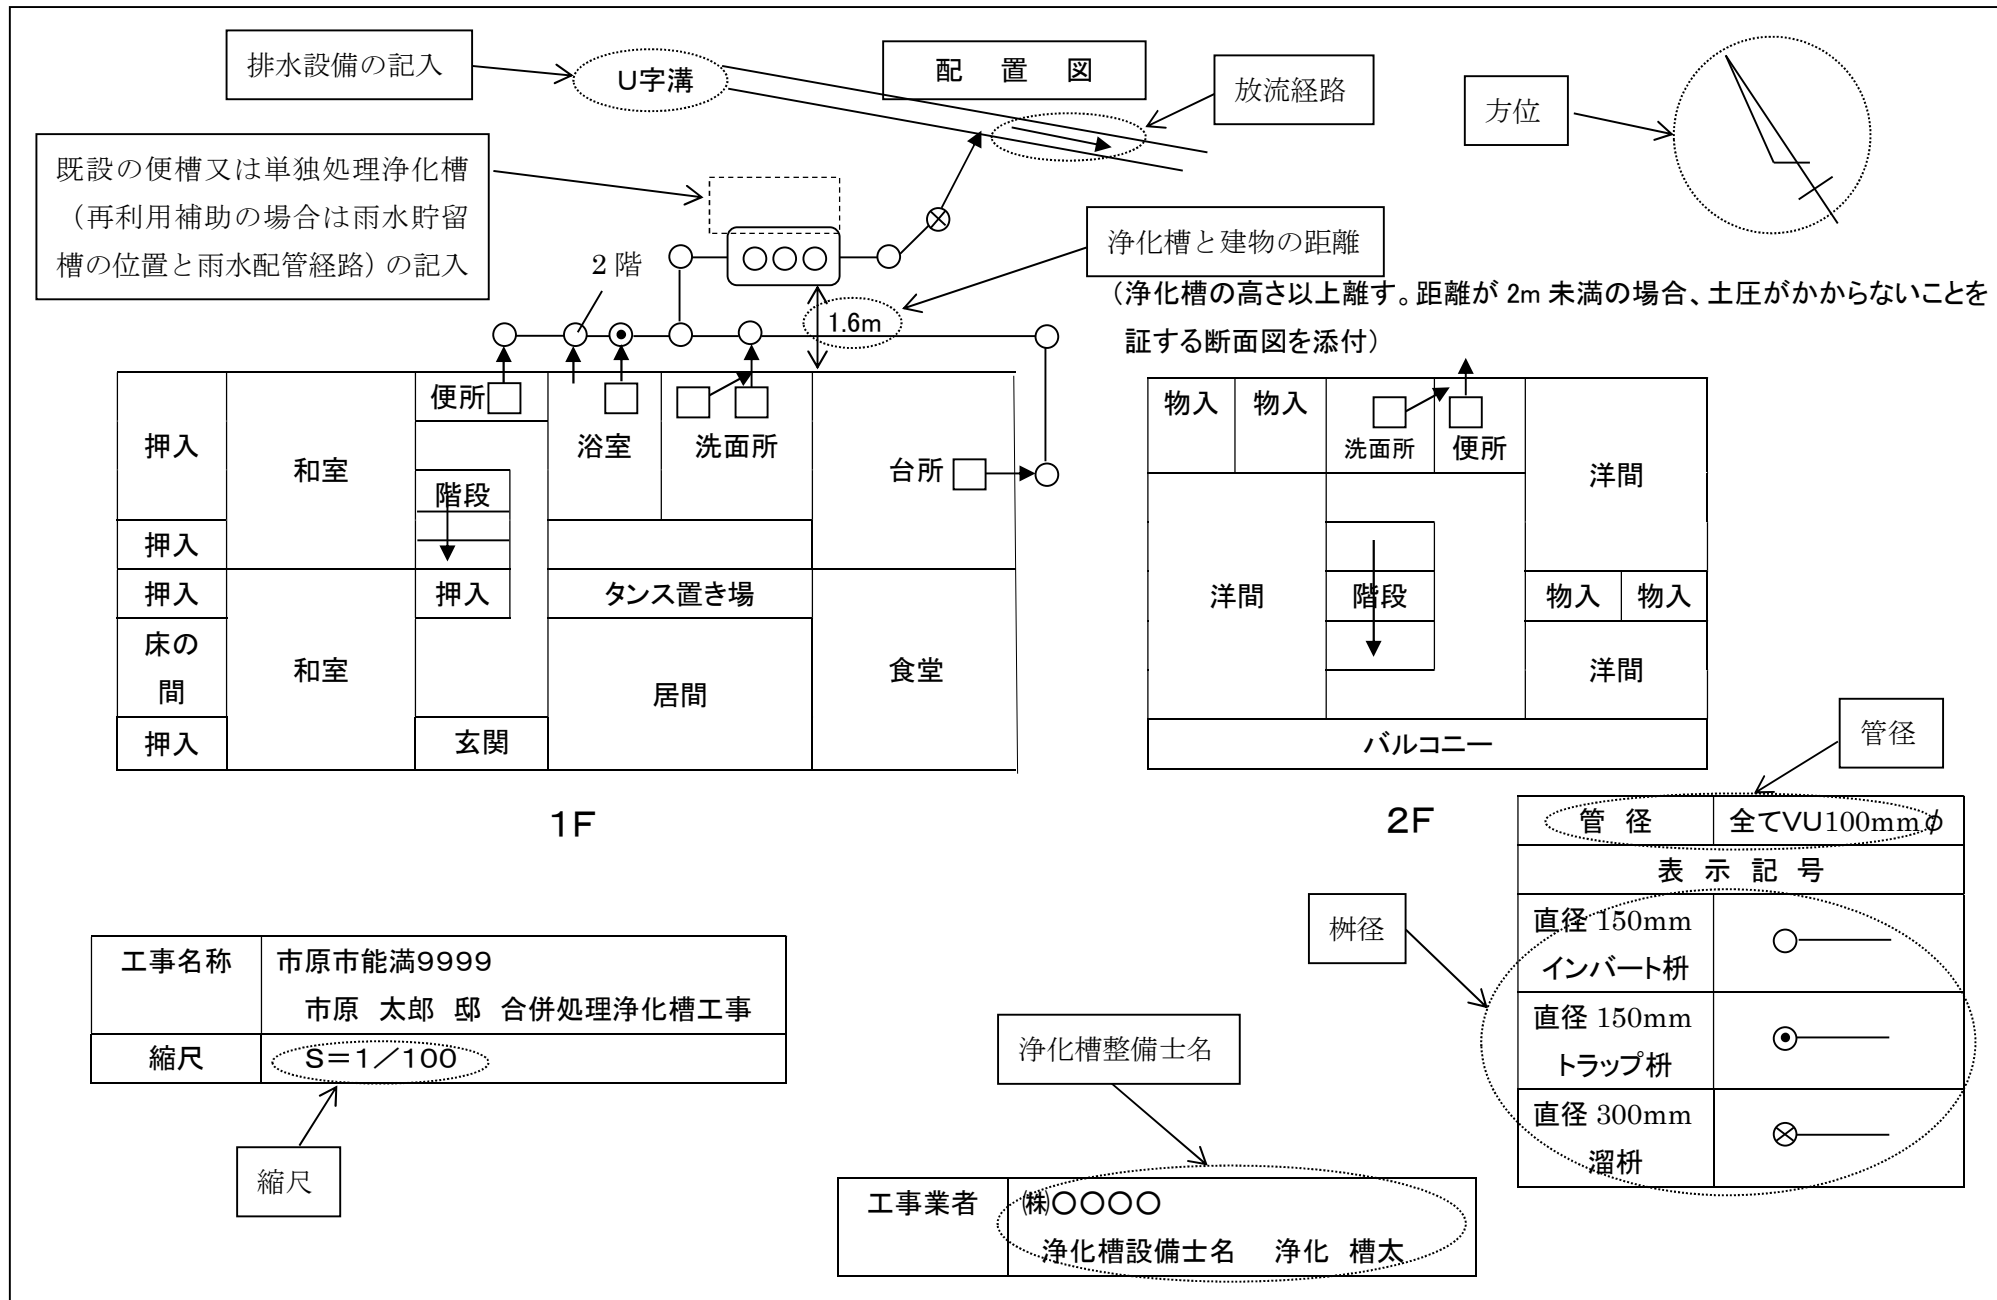 排水設備の記入
U字溝
配 置 図
放流経路
方位
既設の便槽又は単独処理浄化槽
(再利用補助の場合は雨水貯留
槽の位置と雨水配管経路)の記入
2 階
浄化槽と建物の距離
(浄化槽の高さ以上離す。距離が 2m 未満の場合、土圧がかからないことを
証する断面図を添付)
1.6m
押入
和室
便所
浴室
洗面所
台所
階段
押入
押入
押入
タンス置き場
床の
間
和室
居間
食堂
押入
玄関
1F
物入
物入
洗面所
便所
洋間
洋間
階段
物入
物入
洋間
バルコニー
2F
管径
管 径
全てVU100mmφ
表 示 記 号
桝径
直径 150mm
インバート枡
直径 150mm
トラップ枡
直径 300mm
溜枡
工事名称
市原市能満9999
市原 太郎 邸 合併処理浄化槽工事
縮尺
S=1/100
縮尺
浄化槽整備士名
工事業者
㈱〇〇〇〇
浄化槽設備士名 浄化 槽太